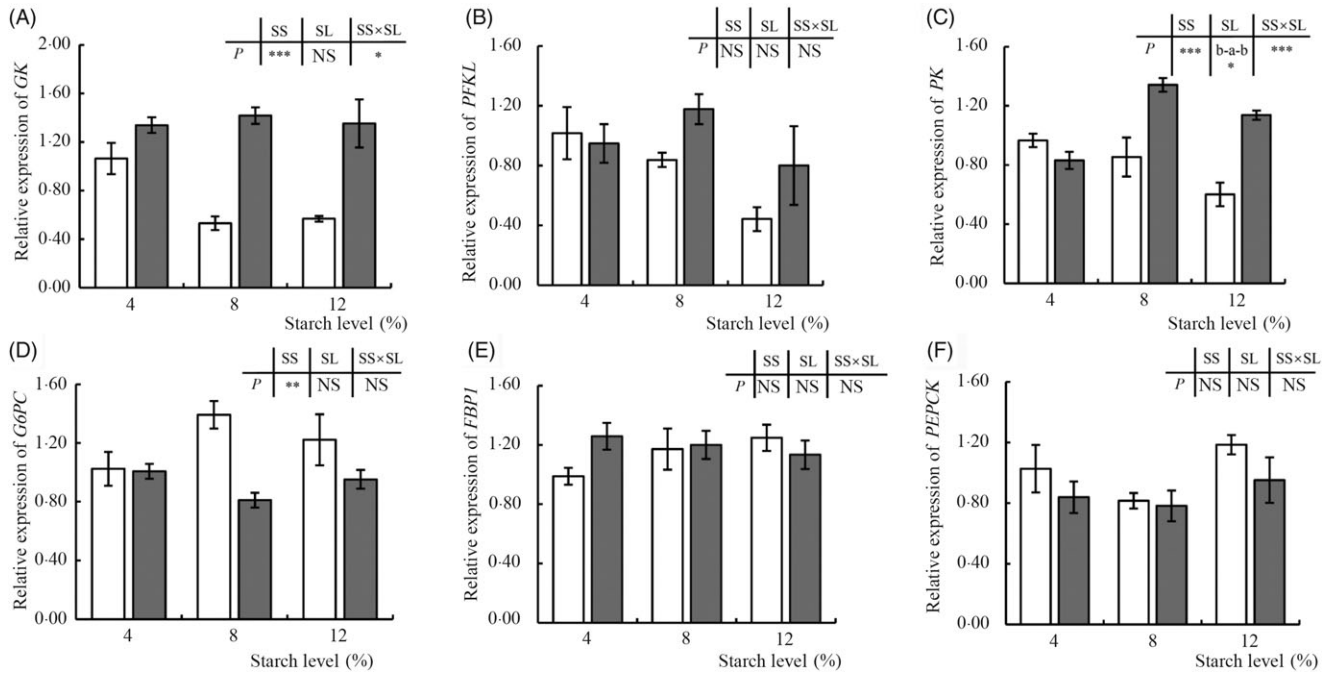 (A)
SS SL SS×SL
P *** NS *
Relative expression of GK
2·00
1·60
1·20
0·80
0·40
0·00
4 8 12
Starch level (%)
(B)
SS SL SS×SL
P NS NS NS
Relative expression of PFKL
1·60
1·20
0·80
0·40
0·00
4 8 12
Starch level (%)
(C)
SS SL SS×SL
P *** b-a-b ***
*
Relative expression of PK
1·60
1·20
0·80
0·40
0·00
4 8 12
Starch level (%)
(D)
SS SL SS×SL
P ** NS NS
Relative expression of G6PC
1·60
1·20
0·80
0·40
0·00
4 8 12
Starch level (%)
(E)
SS SL SS×SL
P NS NS NS
Relative expression of FBP1
1·60
1·20
0·80
0·40
0·00
4 8 12
Starch level (%)
(F)
SS SL SS×SL
P NS NS NS
Relative expression of PEPCK
1·60
1·20
0·80
0·40
0·00
4 8 12
Starch level (%)